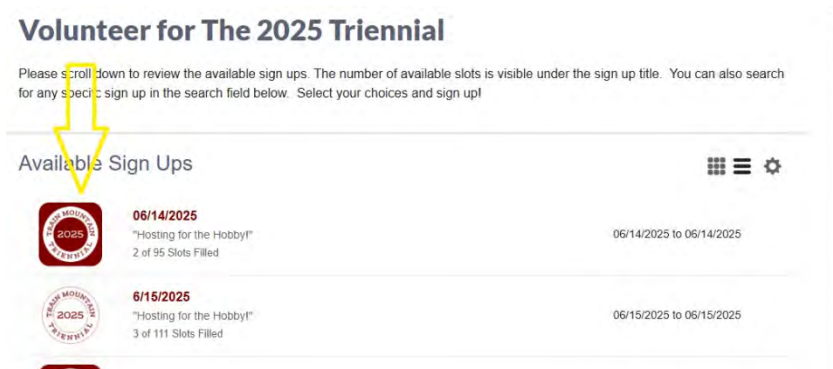 Volunteer for The 2025 Triennial
Please scroll down to review the available sign ups. The number of available slots is visible under the sign up title. You can also search
for any specific sign up in the search field below. Select your choices and sign up!
Available Sign Ups
TRAIN MOUNTAIN
2025
TRIENNIAL
06/14/2025
"Hosting for the Hobby!"
2 of 95 Slots Filled
06/14/2025 to 06/14/2025
TRAIN MOUNTAIN
2025
TRIENNIAL
6/15/2025
"Hosting for the Hobby!"
3 of 111 Slots Filled
06/15/2025 to 06/15/2025